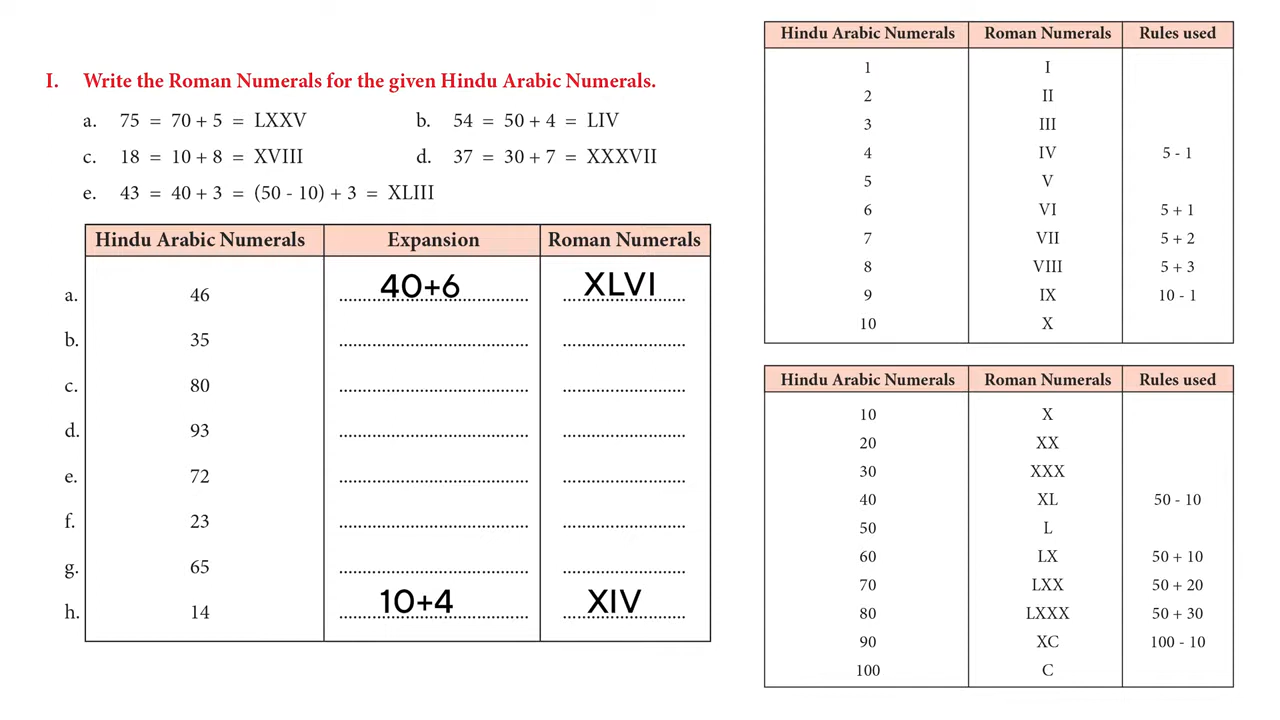 I. Write the Roman Numerals for the given Hindu Arabic Numerals.
a. 75 = 70 + 5 = LXXV b. 54 = 50 + 4 = LIV
c. 18 = 10 + 8 = XVIII d. 37 = 30 + 7 = XXXVII
e. 43 = 40 + 3 = (50 - 10) + 3 = XLIII
Hindu Arabic Numerals Expansion Roman Numerals
a. 46 40+6 XLVI
b. 35 .......... ..........
c. 80 .......... ..........
d. 93 .......... ..........
e. 72 .......... ..........
f. 23 .......... ..........
g. 65 .......... ..........
h. 14 10+4 XIV
Hindu Arabic Numerals Roman Numerals Rules used
1 I
2 II
3 III
4 IV 5 - 1
5 V
6 VI 5 + 1
7 VII 5 + 2
8 VIII 5 + 3
9 IX 10 - 1
10 X
Hindu Arabic Numerals Roman Numerals Rules used
10 X
20 XX
30 XXX
40 XL 50 - 10
50 L
60 LX 50 + 10
70 LXX 50 + 20
80 LXXX 50 + 30
90 XC 100 - 10
100 C